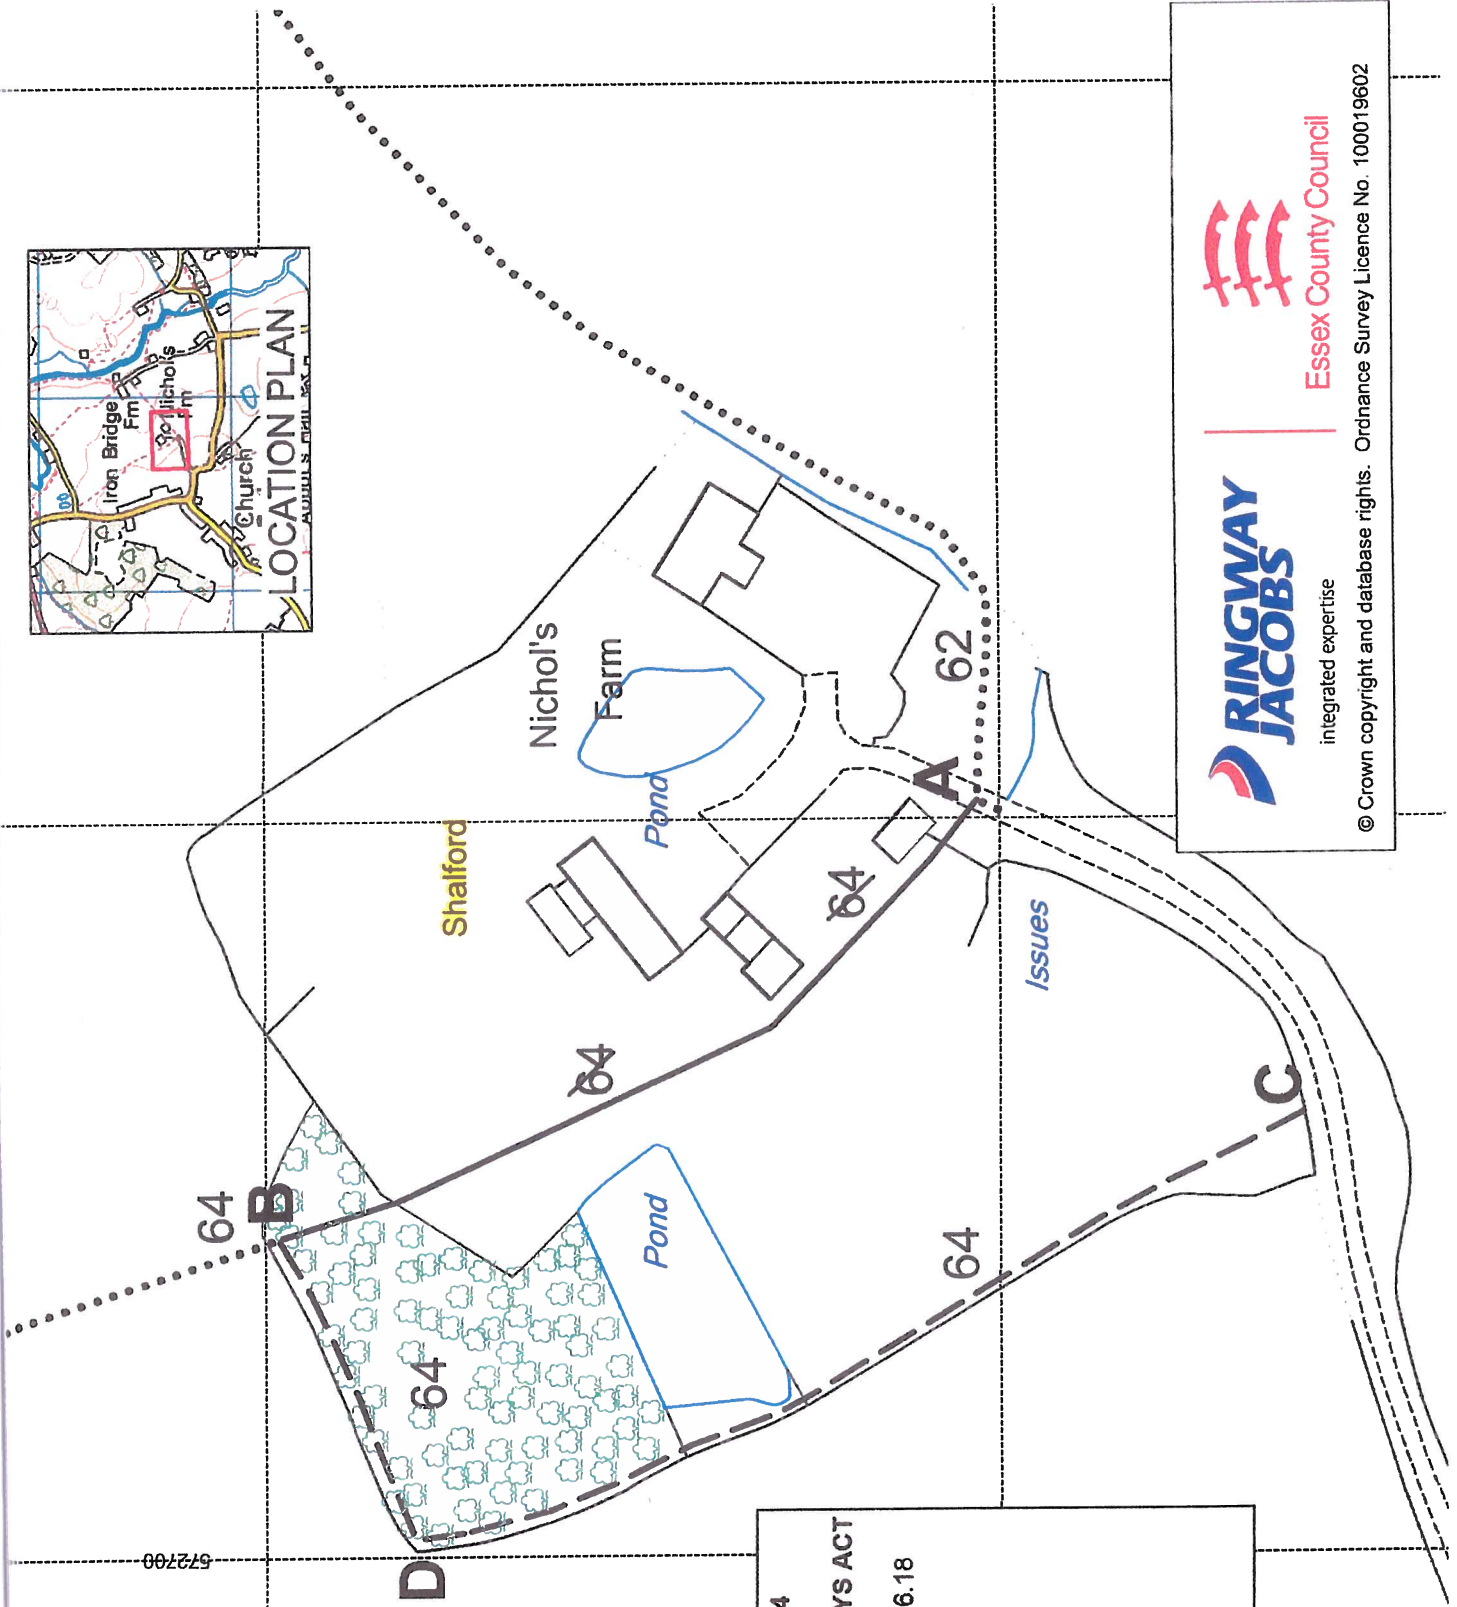 Iron Bridge
Fm
Nichol's
Fm
Church
LOCATION PLAN
Nichol's
Farm
Pond
Shalford
62
A
64
64
64
B
64
Pond
64
Issues
C
D
572700
YS ACT
6.18
RINGWAY
JACOBS
integrated expertise
Essex County Council
© Crown copyright and database rights. Ordnance Survey Licence No. 100019602